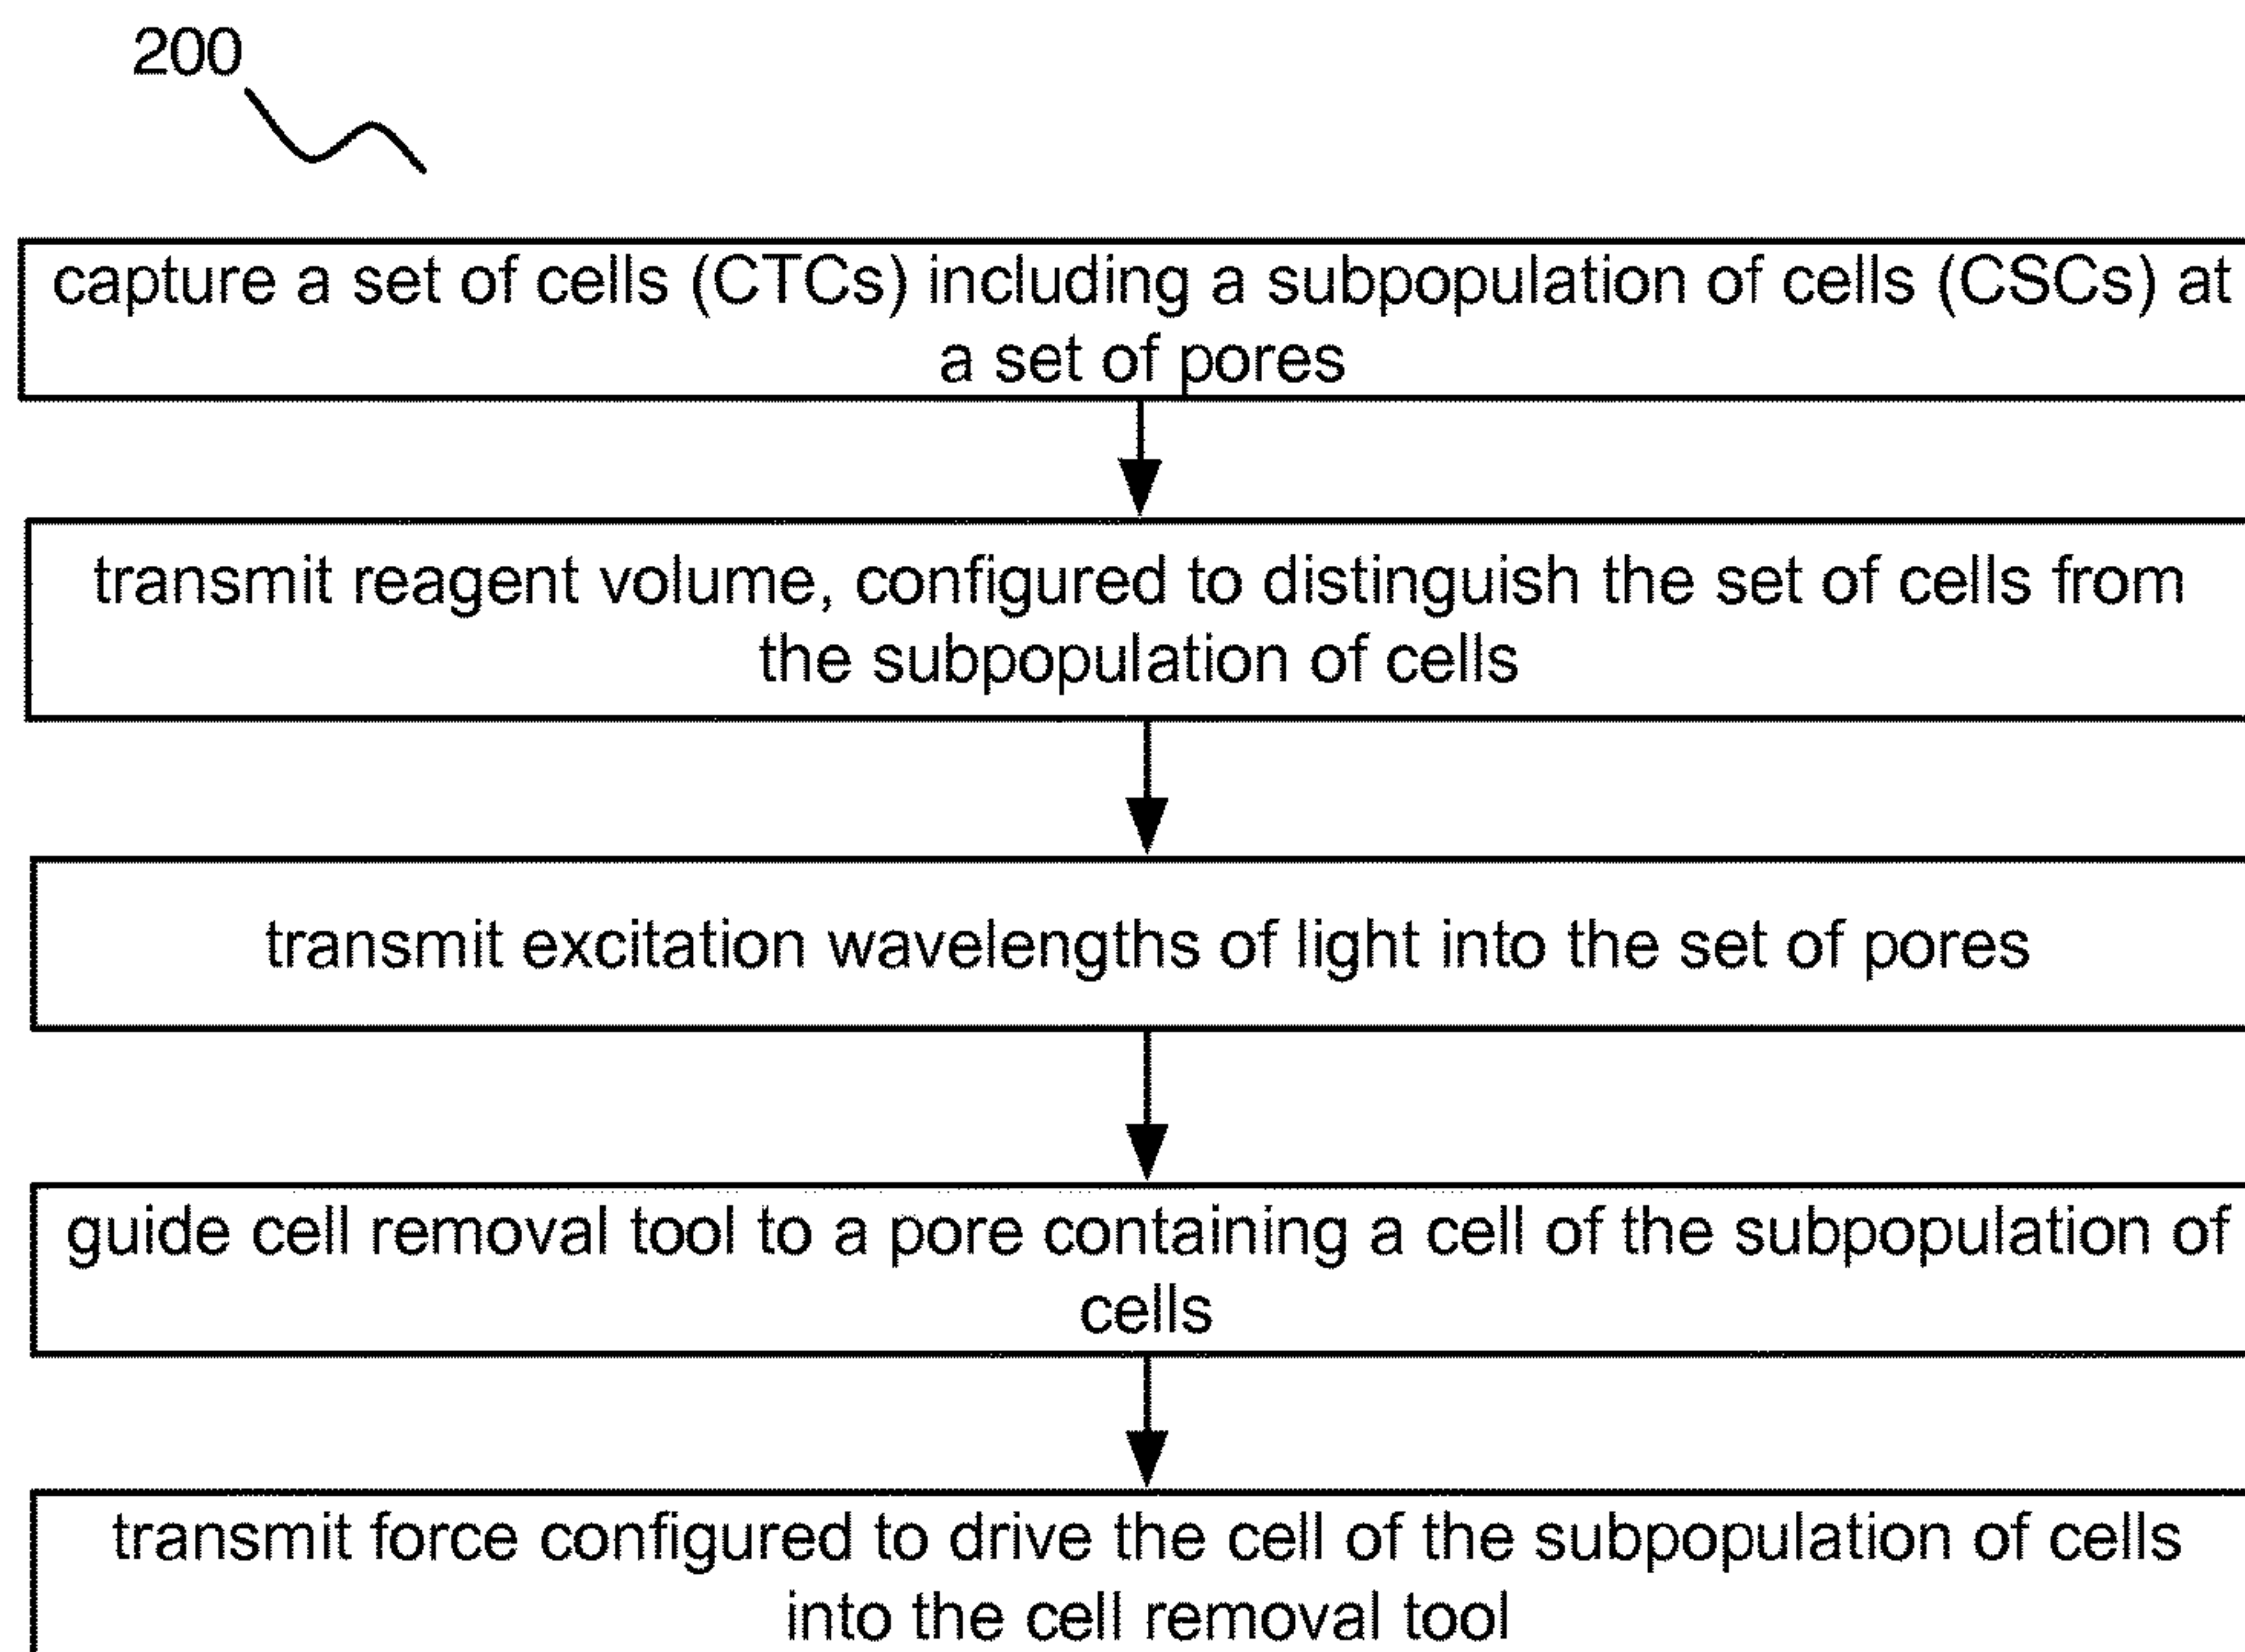 200
capture a set of cells (CTCs) including a subpopulation of cells (CSCs) at
a set of pores
transmit reagent volume, configured to distinguish the set of cells from
the subpopulation of cells
transmit excitation wavelengths of light into the set of pores
guide cell removal tool to a pore containing a cell of the subpopulation of
cells
transmit force configured to drive the cell of the subpopulation of cells
into the cell removal tool